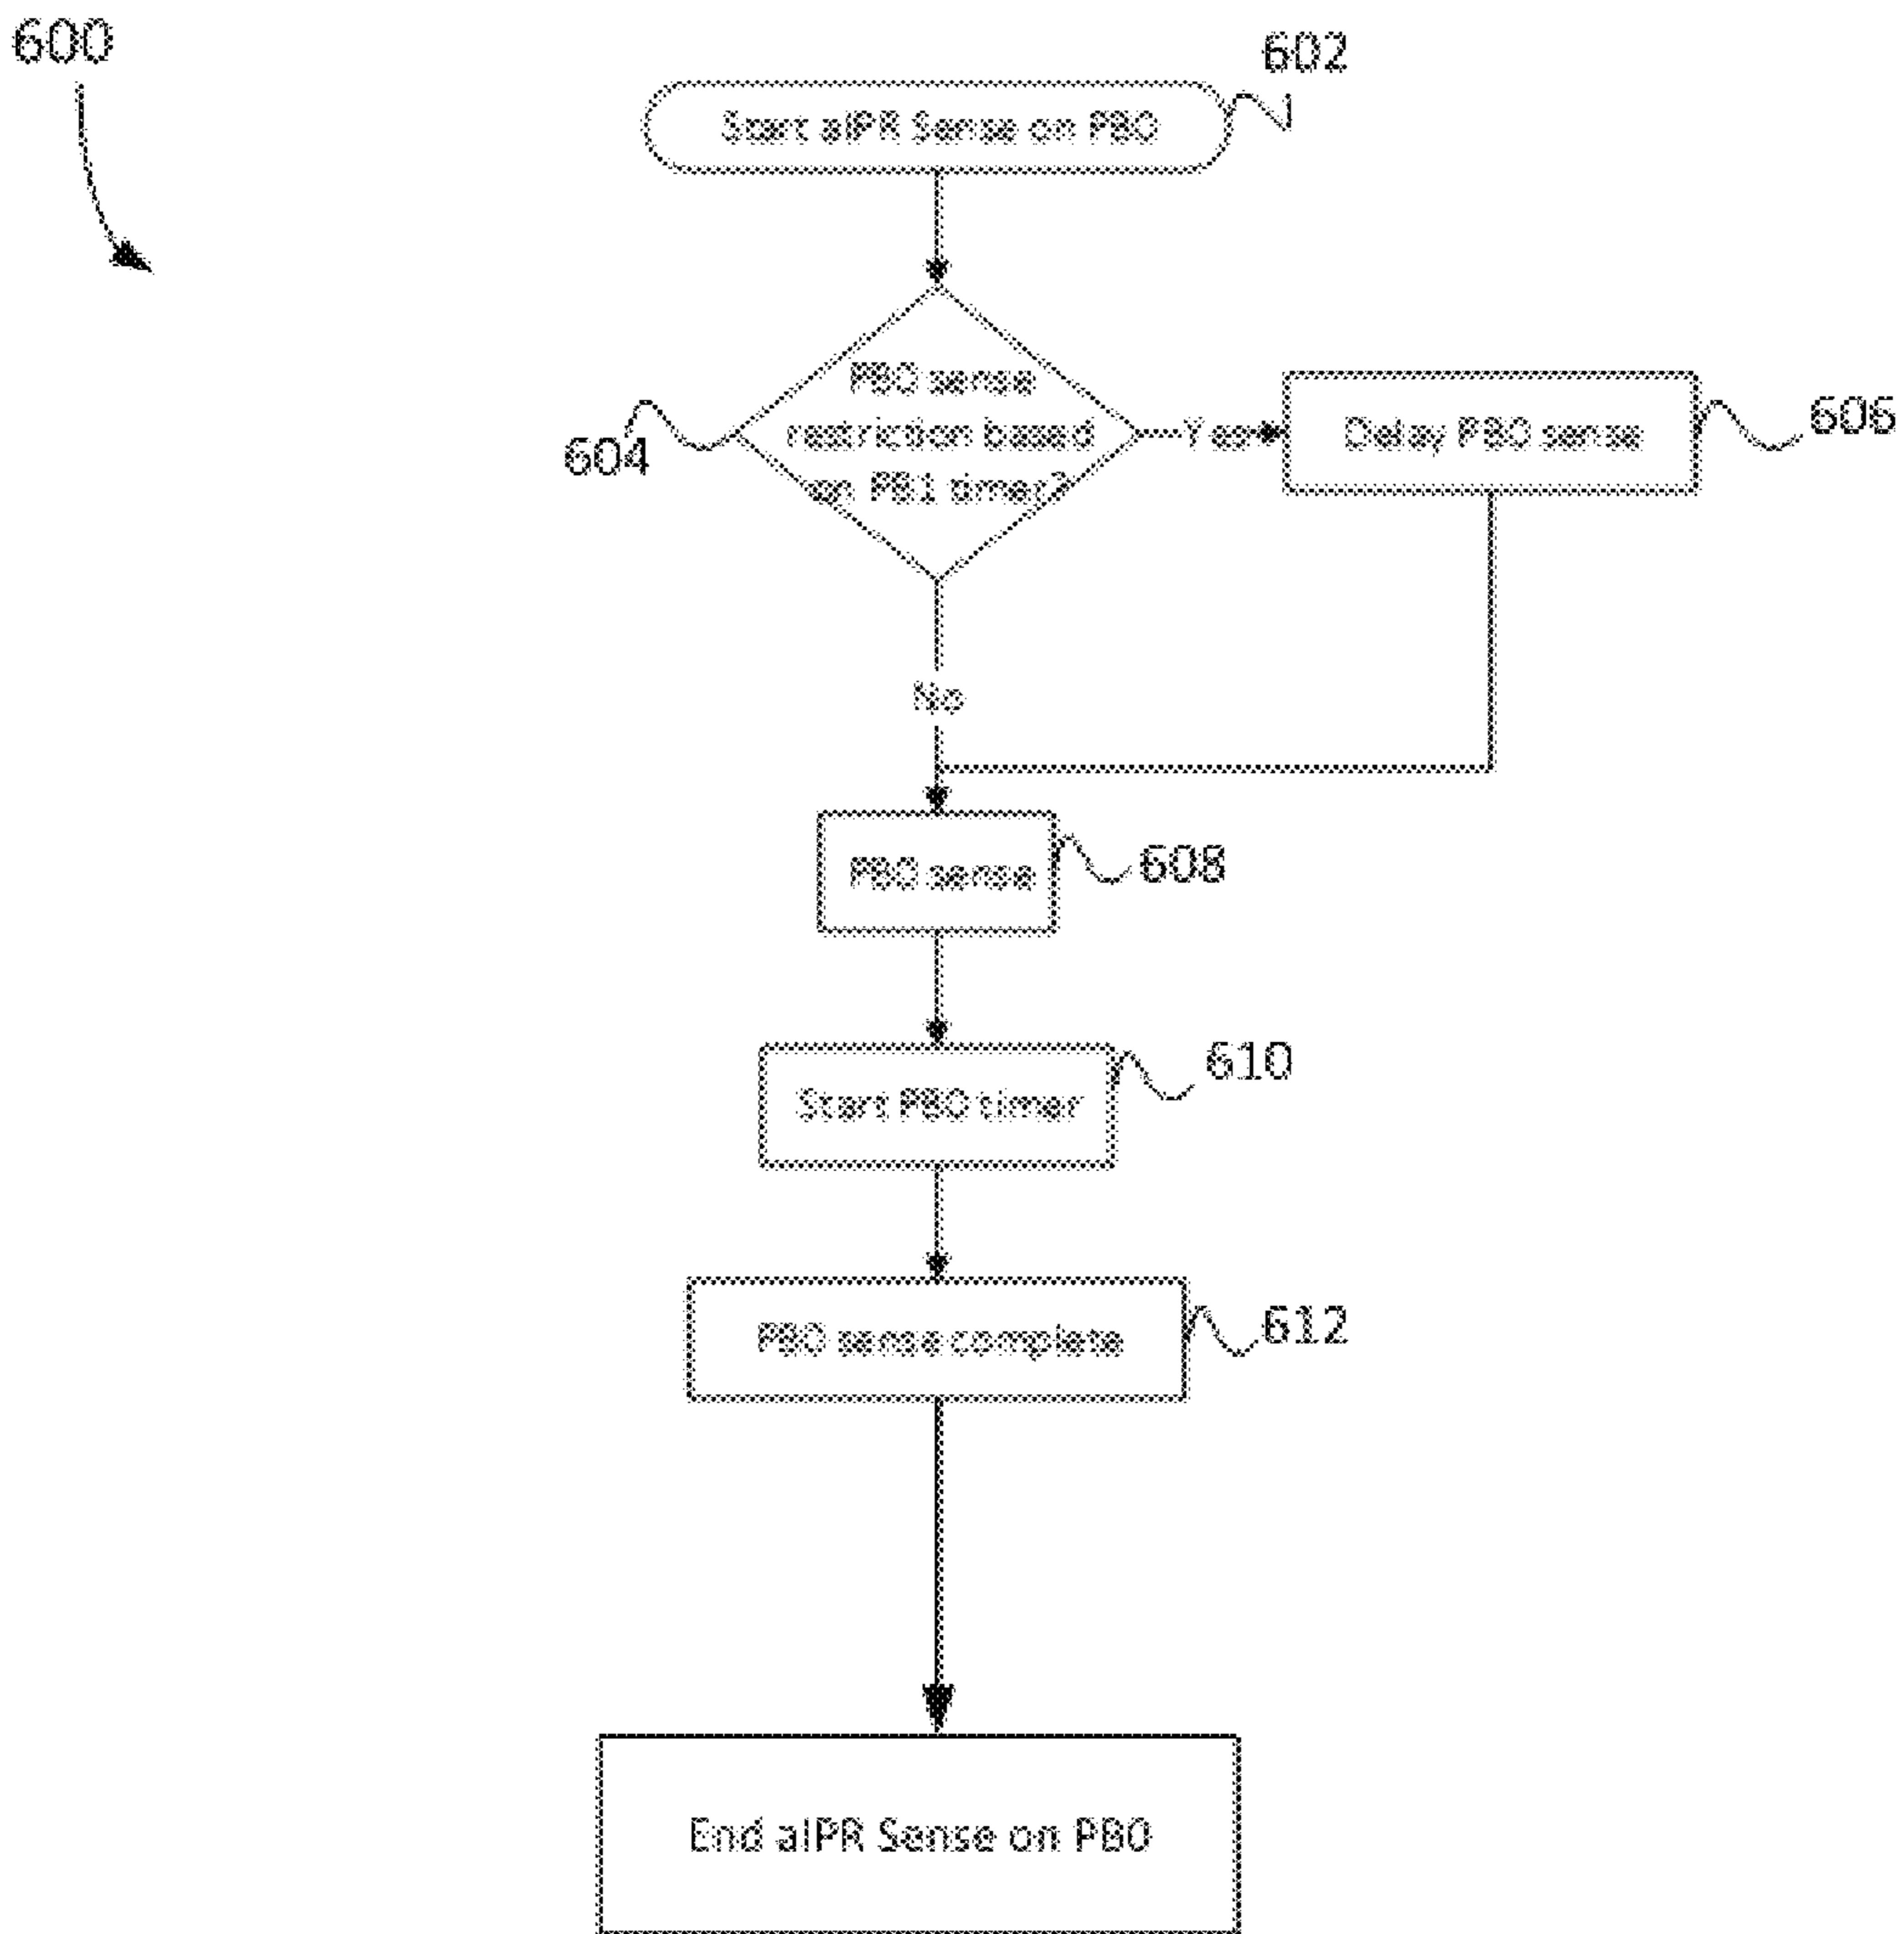 600
602
Start aIPR Sense on PB0
PB0 sense
restriction based
on PB1 timer?
604
Yes
Delay PB0 sense
606
No
PB0 sense
608
Start PB0 timer
610
PB0 sense complete
612
End aIPR Sense on PB0